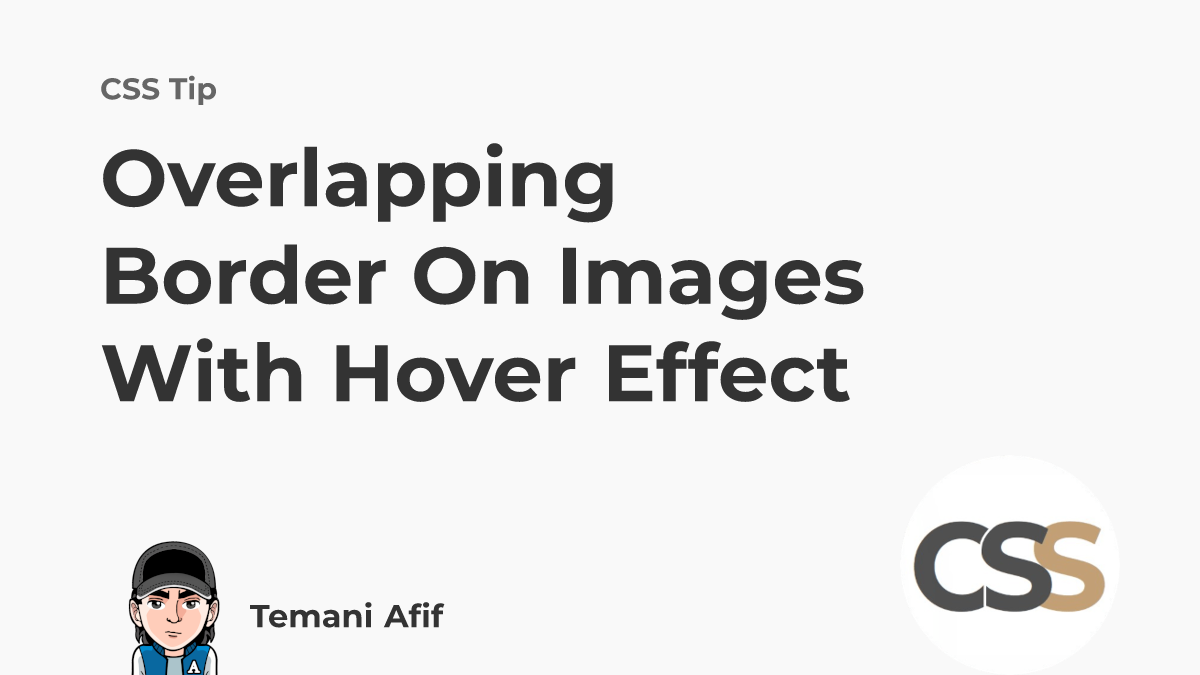 CSS Tip
Overlapping
Border On Images
With Hover Effect
A
Temani Afif
CSS